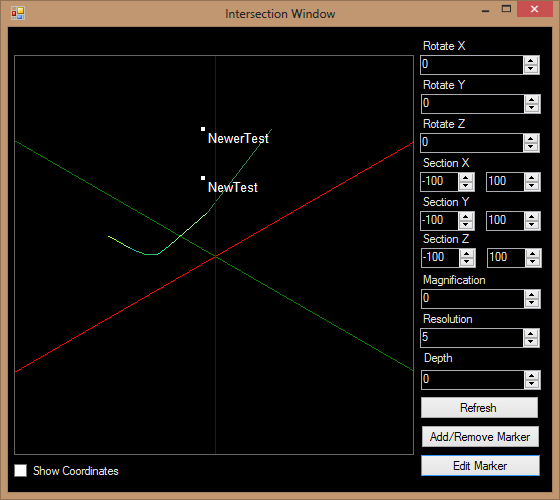 Intersection Window
Rotate X
0
Rotate Y
0
Rotate Z
0
Section X
-100 100
Section Y
-100 100
Section Z
-100 100
Magnification
0
Resolution
5
Depth
0
Refresh
Add/Remove Marker
Edit Marker
NewerTest
NewTest
Show Coordinates